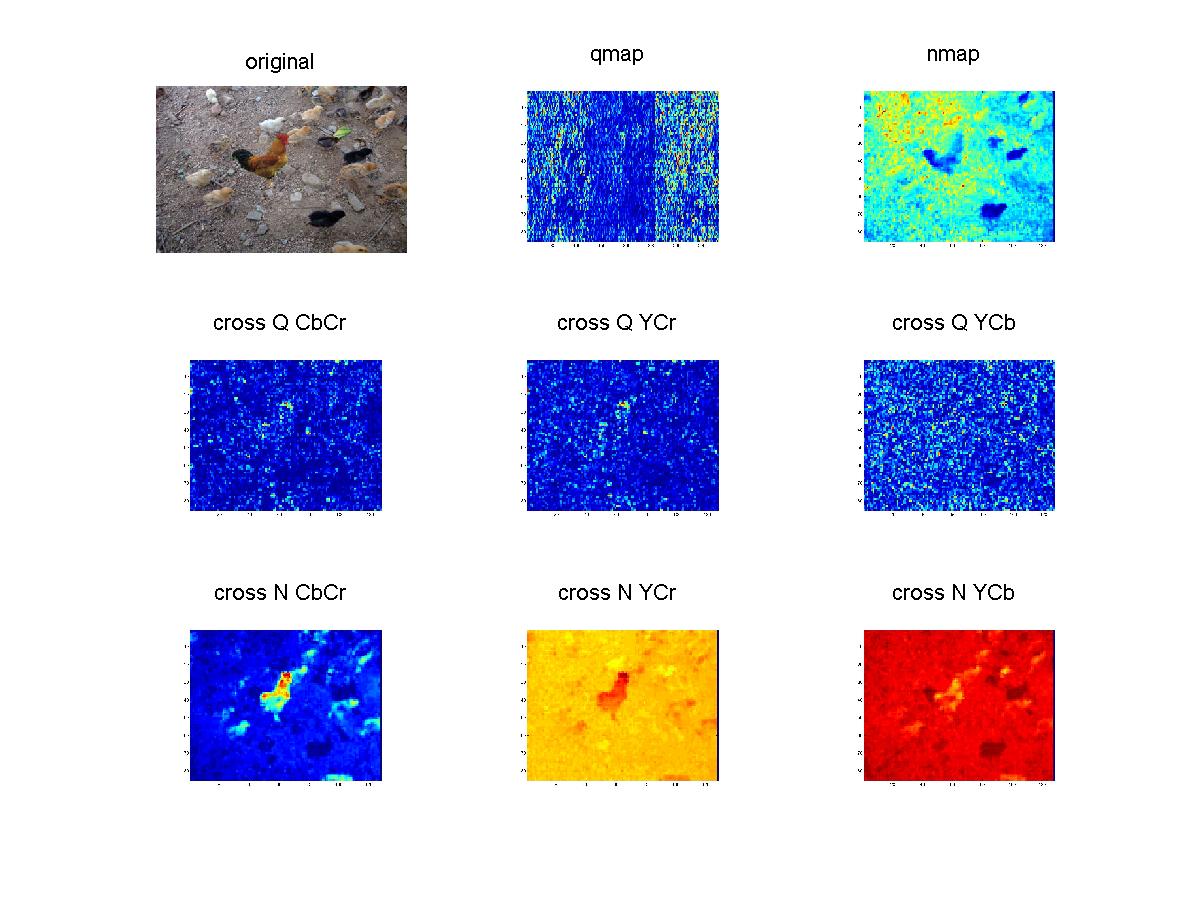 original
qmap
nmap
cross Q CbCr
cross Q YCr
cross Q YCb
cross N CbCr
cross N YCr
cross N YCb